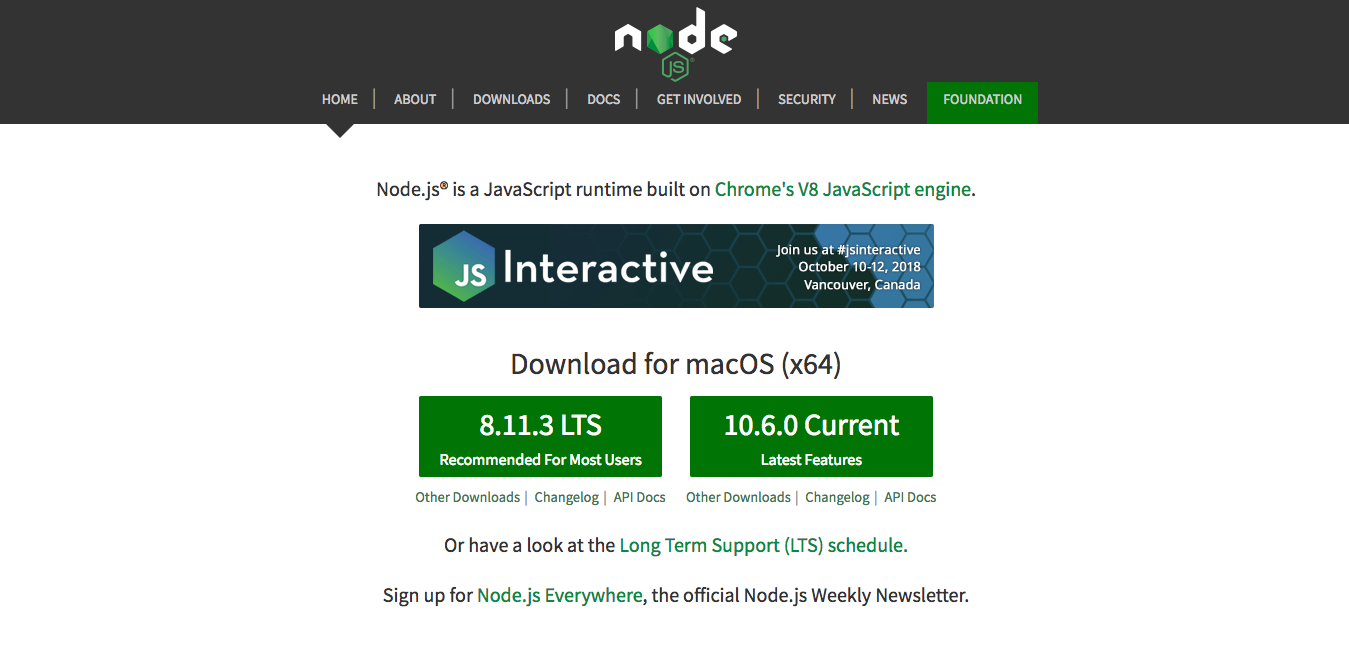 node
JS
HOME ABOUT DOWNLOADS DOCS GET INVOLVED SECURITY NEWS FOUNDATION
Node.js® is a JavaScript runtime built on Chrome's V8 JavaScript engine.
JS Interactive
Join us at #jsinteractive
October 10-12, 2018
Vancouver, Canada
Download for macOS (x64)
8.11.3 LTS
Recommended For Most Users
10.6.0 Current
Latest Features
Other Downloads | Changelog | API Docs
Other Downloads | Changelog | API Docs
Or have a look at the Long Term Support (LTS) schedule.
Sign up for Node.js Everywhere, the official Node.js Weekly Newsletter.